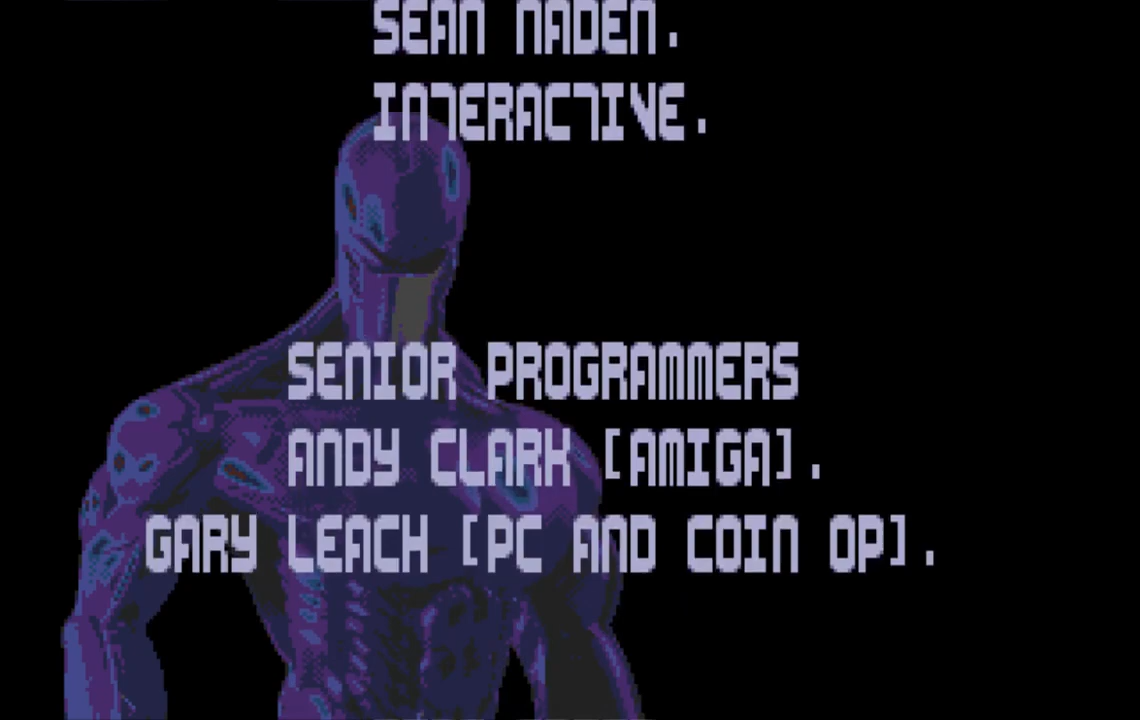 SEAN NADEN.
INTERACTIVE.
SENIOR PROGRAMMERS
ANDY CLARK [AMIGA].
GARY LEACH [PC AND COIN OP].